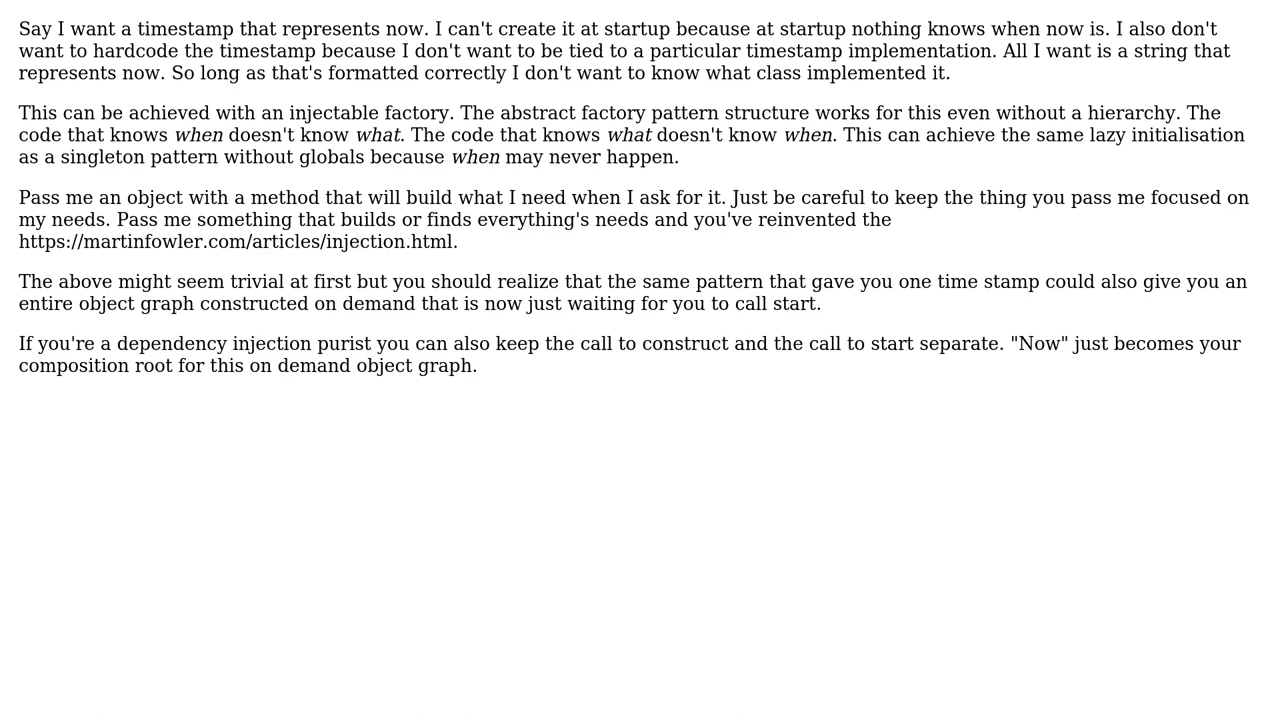 Say I want a timestamp that represents now. I can't create it at startup because at startup nothing knows when now is. I also don't
want to hardcode the timestamp because I don't want to be tied to a particular timestamp implementation. All I want is a string that
represents now. So long as that's formatted correctly I don't want to know what class implemented it.
This can be achieved with an injectable factory. The abstract factory pattern structure works for this even without a hierarchy. The
code that knows when doesn't know what. The code that knows what doesn't know when. This can achieve the same lazy initialisation
as a singleton pattern without globals because when may never happen.
Pass me an object with a method that will build what I need when I ask for it. Just be careful to keep the thing you pass me focused on
my needs. Pass me something that builds or finds everything's needs and you've reinvented the
https://martinfowler.com/articles/injection.html.
The above might seem trivial at first but you should realize that the same pattern that gave you one time stamp could also give you an
entire object graph constructed on demand that is now just waiting for you to call start.
If you're a dependency injection purist you can also keep the call to construct and the call to start separate. "Now" just becomes your
composition root for this on demand object graph.